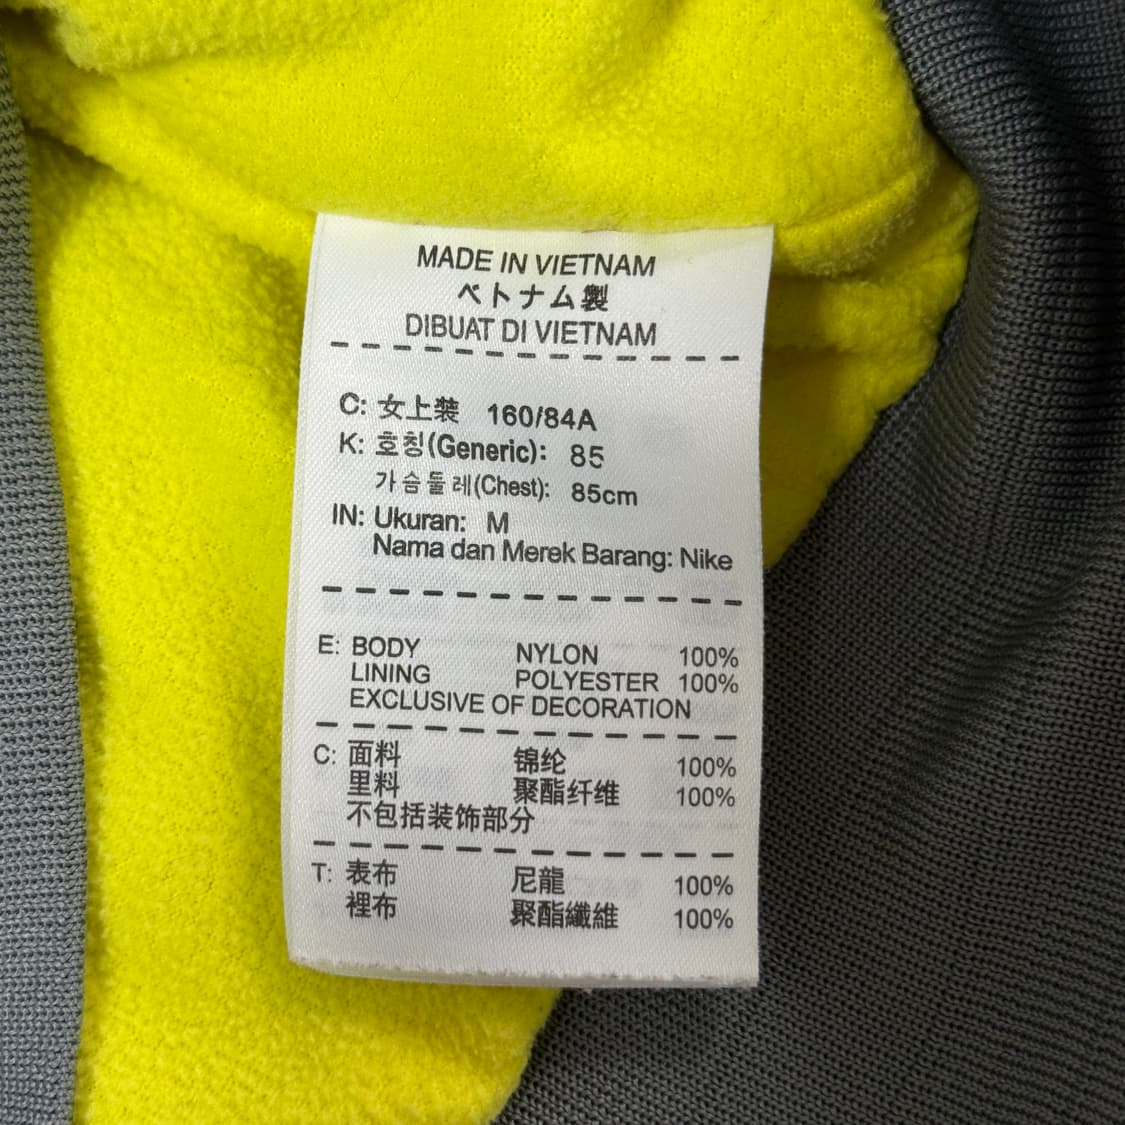 MADE IN VIETNAM
ベトナム製
DIBUAT DI VIETNAM
C: 女上装 160/84A
K: 호칭(Generic): 85
가슴둘레(Chest): 85cm
IN: Ukuran: M
Nama dan Merek Barang: Nike
E: BODY NYLON 100%
LINING POLYESTER 100%
EXCLUSIVE OF DECORATION
C: 面料 锦纶 100%
里料 聚酯纤维 100%
不包括装饰部分
T: 表布 尼龍 100%
裡布 聚酯纖維 100%